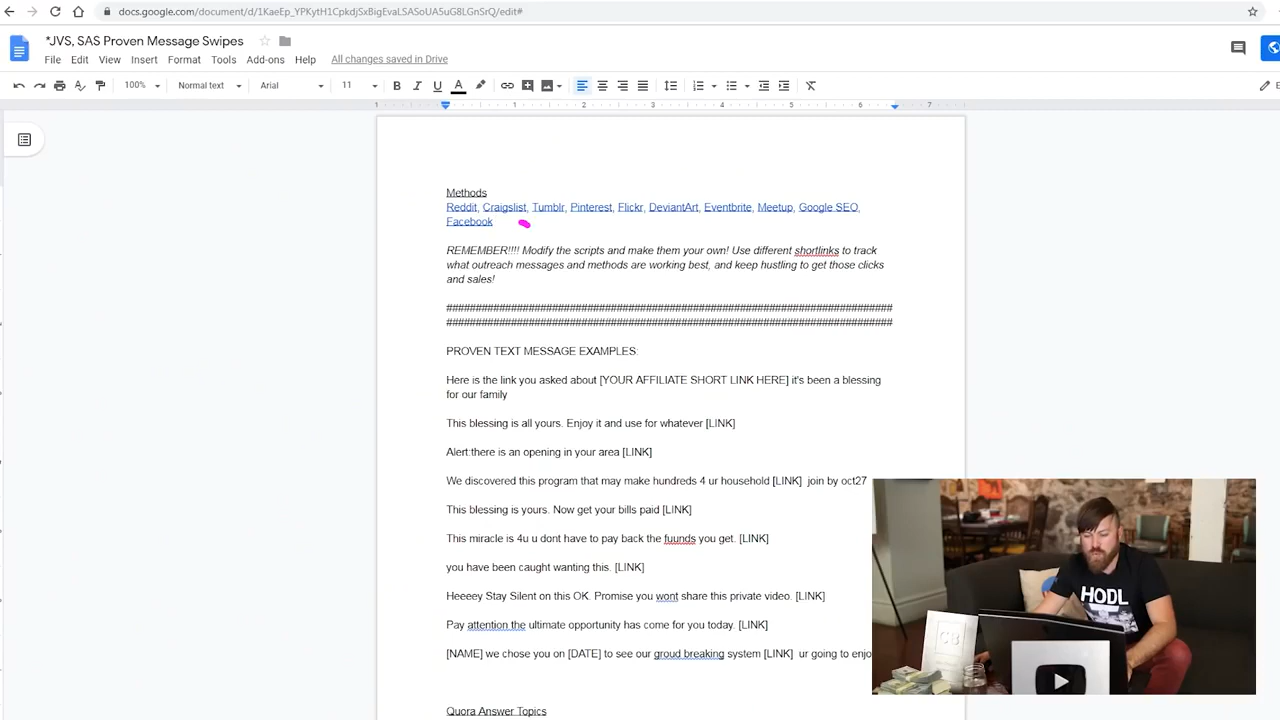 docs.google.com/document/d/1KaeEp_YPKytH1CpkdjSxBigEvaLSASoUA5uG8LGnSrQ/edit#
*JVS, SAS Proven Message Swipes
File Edit View Insert Format Tools Add-ons Help All changes saved in Drive
100% Normal text Arial 11 B I U A
1 1 2 3 4 5 6 7
Methods
Reddit, Craigslist, Tumblr, Pinterest, Flickr, DeviantArt, Eventbrite, Meetup, Google SEO,
Facebook
REMEMBER!!!! Modify the scripts and make them your own! Use different shortlinks to track
what outreach messages and methods are working best, and keep hustling to get those clicks
and sales!
############################################################################
############################################################################
PROVEN TEXT MESSAGE EXAMPLES:
Here is the link you asked about [YOUR AFFILIATE SHORT LINK HERE] it's been a blessing
for our family
This blessing is all yours. Enjoy it and use for whatever [LINK]
Alert:there is an opening in your area [LINK]
We discovered this program that may make hundreds 4 ur household [LINK] join by oct27
This blessing is yours. Now get your bills paid [LINK]
This miracle is 4u u dont have to pay back the fuunds you get. [LINK]
you have been caught wanting this. [LINK]
Heeeey Stay Silent on this OK. Promise you wont share this private video. [LINK]
Pay attention the ultimate opportunity has come for you today. [LINK]
[NAME] we chose you on [DATE] to see our groud breaking system [LINK] ur going to enjo
Quora Answer Topics
HODL
CB